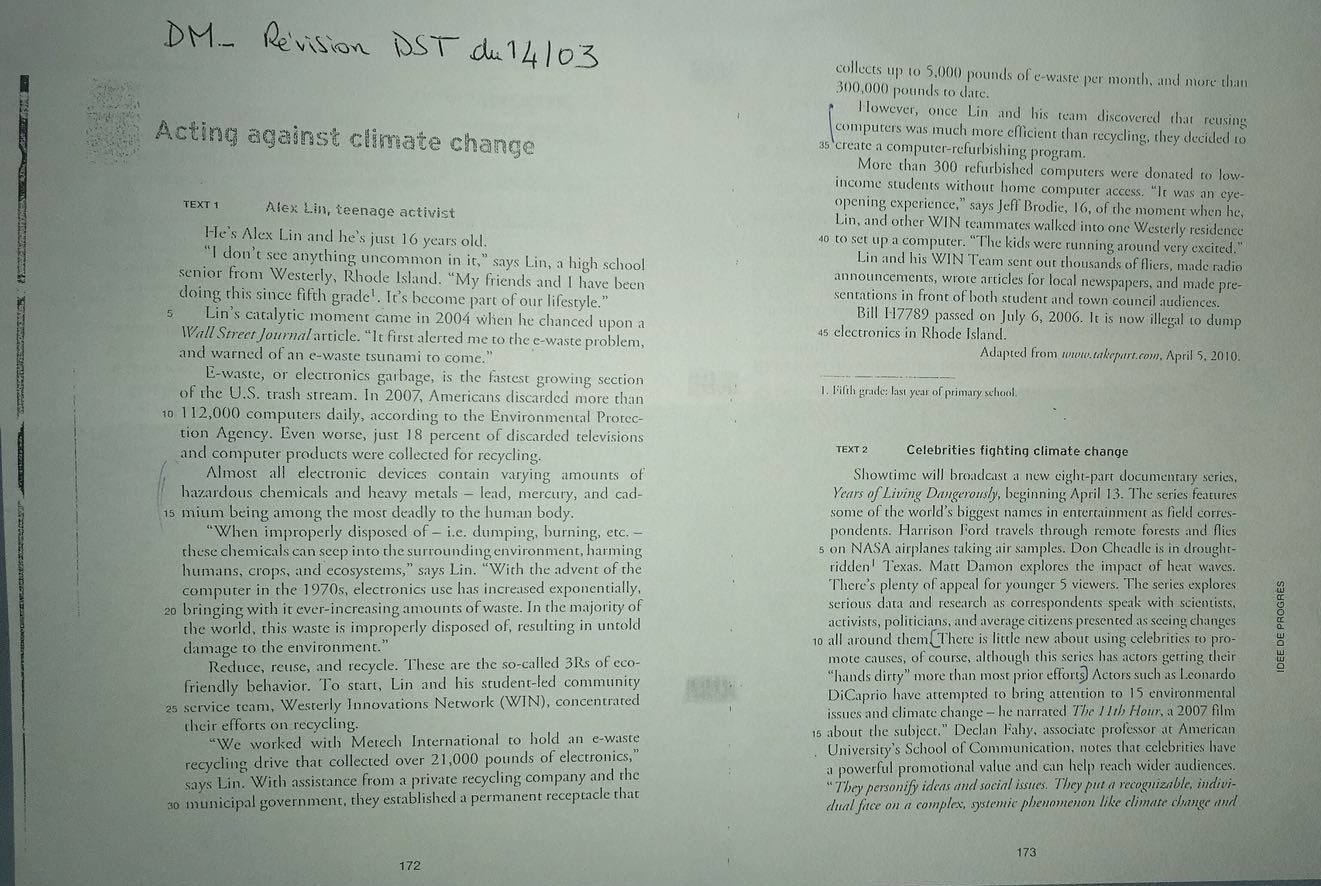 DM_ Révision DST du 14/03
Acting against climate change
TEXT 1 Alex Lin, teenage activist
He's Alex Lin and he's just 16 years old.
"I don't see anything uncommon in it," says Lin, a high school
senior from Westerly, Rhode Island. "My friends and I have been
doing this since fifth grade¹. It's become part of our lifestyle."
5 Lin's catalytic moment came in 2004 when he chanced upon a
Wall Street Journal article. "It first alerted me to the e-waste problem,
and warned of an e-waste tsunami to come."
E-waste, or electronics garbage, is the fastest growing section
of the U.S. trash stream. In 2007, Americans discarded more than
10 112,000 computers daily, according to the Environmental Protec-
tion Agency. Even worse, just 18 percent of discarded televisions
and computer products were collected for recycling.
Almost all electronic devices contain varying amounts of
hazardous chemicals and heavy metals – lead, mercury, and cad-
15 mium being among the most deadly to the human body.
"When improperly disposed of – i.e. dumping, burning, etc. –
these chemicals can seep into the surrounding environment, harming
humans, crops, and ecosystems," says Lin. "With the advent of the
computer in the 1970s, electronics use has increased exponentially,
20 bringing with it ever-increasing amounts of waste. In the majority of
the world, this waste is improperly disposed of, resulting in untold
damage to the environment."
Reduce, reuse, and recycle. These are the so-called 3Rs of eco-
friendly behavior. To start, Lin and his student-led community
25 service team, Westerly Innovations Network (WIN), concentrated
their efforts on recycling.
"We worked with Metech International to hold an e-waste
recycling drive that collected over 21,000 pounds of electronics,"
says Lin. With assistance from a private recycling company and the
30 municipal government, they established a permanent receptacle that
172
collects up to 5,000 pounds of e-waste per month, and more than
300,000 pounds to date.
However, once Lin and his team discovered that reusing
computers was much more efficient than recycling, they decided to
35 create a computer-refurbishing program.
More than 300 refurbished computers were donated to low-
income students without home computer access. "It was an eye-
opening experience," says Jeff Brodie, 16, of the moment when he,
Lin, and other WIN teammates walked into one Westerly residence
40 to set up a computer. "The kids were running around very excited."
Lin and his WIN Team sent out thousands of fliers, made radio
announcements, wrote articles for local newspapers, and made pre-
sentations in front of both student and town council audiences.
Bill H7789 passed on July 6, 2006. It is now illegal to dump
45 electronics in Rhode Island.
Adapted from www.takepart.com, April 5, 2010.
1. Fifth grade: last year of primary school.
TEXT 2 Celebrities fighting climate change
Showtime will broadcast a new eight-part documentary series,
Years of Living Dangerously, beginning April 13. The series features
some of the world's biggest names in entertainment as field corres-
pondents. Harrison Ford travels through remote forests and flies
5 on NASA airplanes taking air samples. Don Cheadle is in drought-
ridden¹ Texas. Matt Damon explores the impact of heat waves.
There's plenty of appeal for younger 5 viewers. The series explores
serious data and research as correspondents speak with scientists,
activists, politicians, and average citizens presented as seeing changes
10 all around them. There is little new about using celebrities to pro-
mote causes, of course, although this series has actors getting their
"hands dirty" more than most prior efforts. Actors such as Leonardo
DiCaprio have attempted to bring attention to 15 environmental
issues and climate change – he narrated The 11th Hour, a 2007 film
15 about the subject." Declan Fahy, associate professor at American
University's School of Communication, notes that celebrities have
a powerful promotional value and can help reach wider audiences.
"They personify ideas and social issues. They put a recognizable, indivi-
dual face on a complex, systemic phenomenon like climate change and
173
IDEE DE PROGRÈS